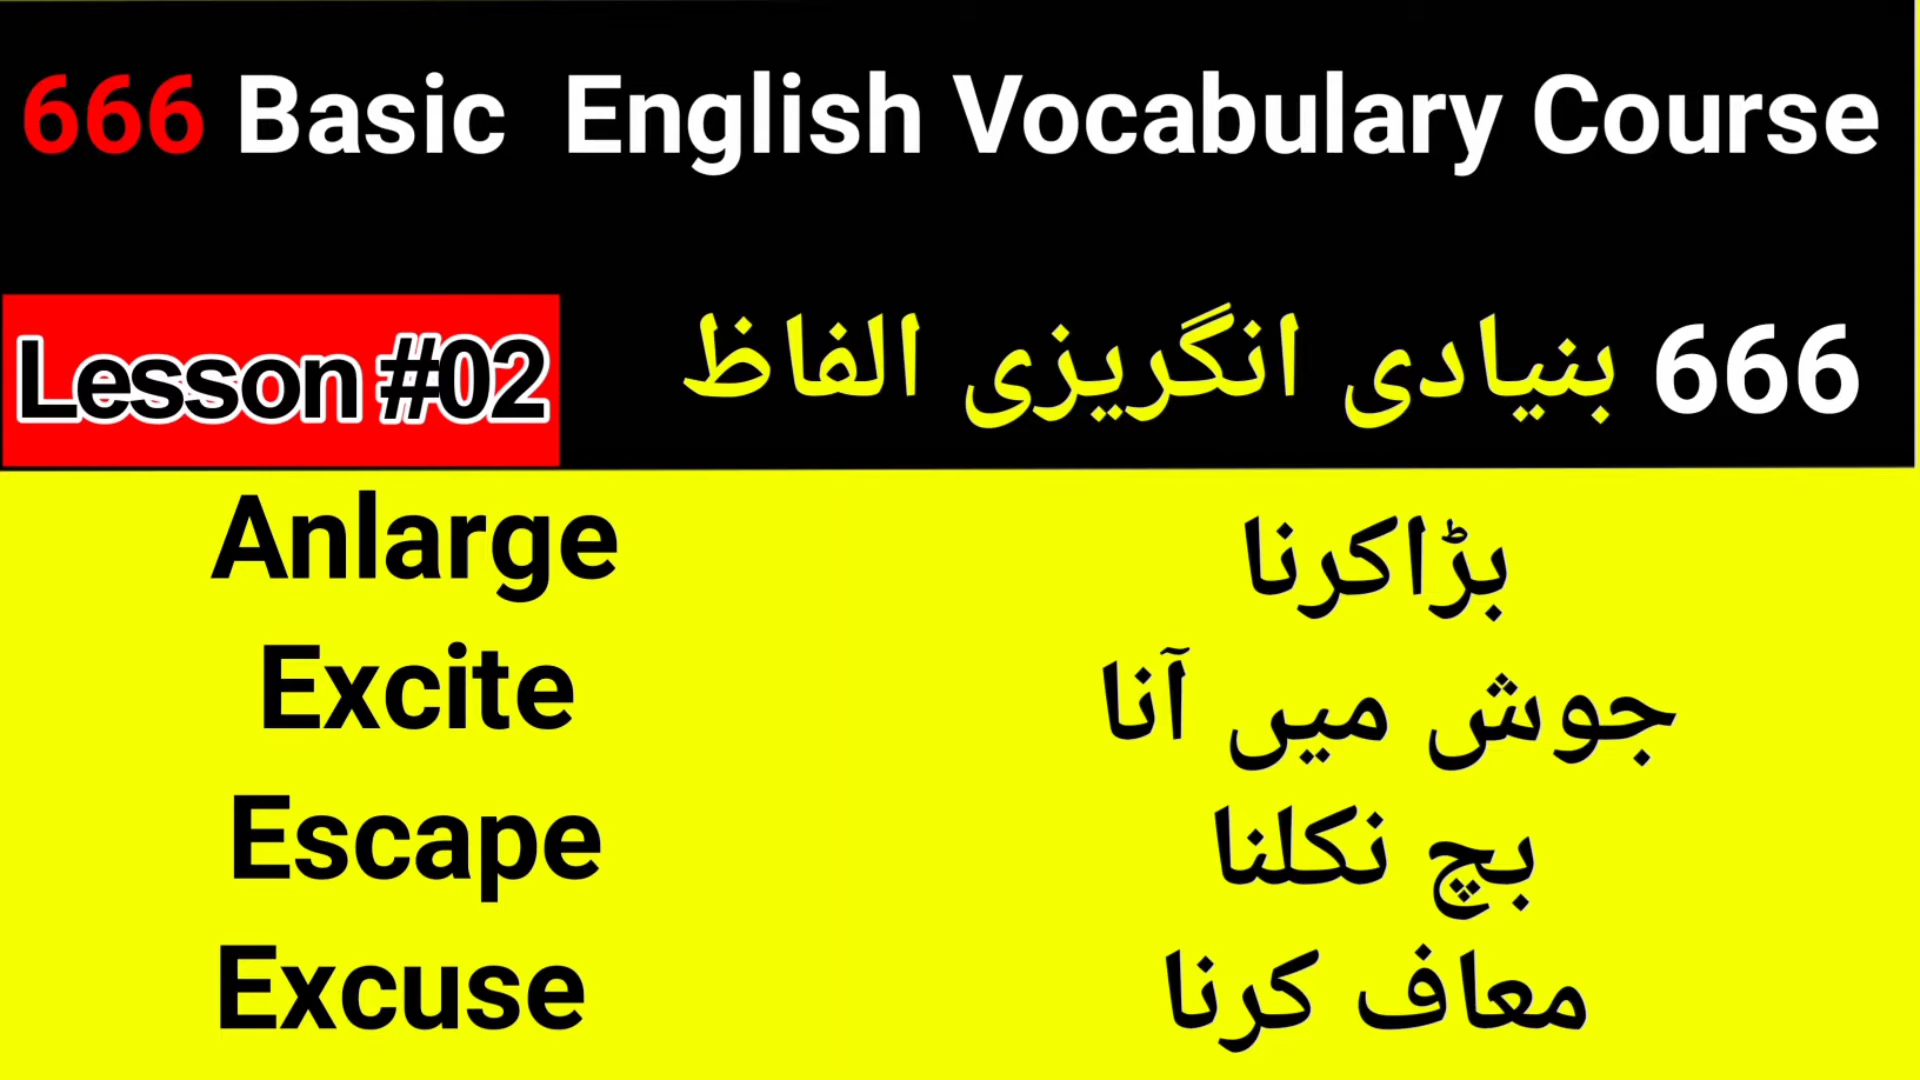 666 Basic English Vocabulary Course
Lesson #02
666 بنیادی انگریزی الفاظ
Anlarge بڑاکرنا
Excite جوش میں آنا
Escape بچ نکلنا
Excuse معاف کرنا